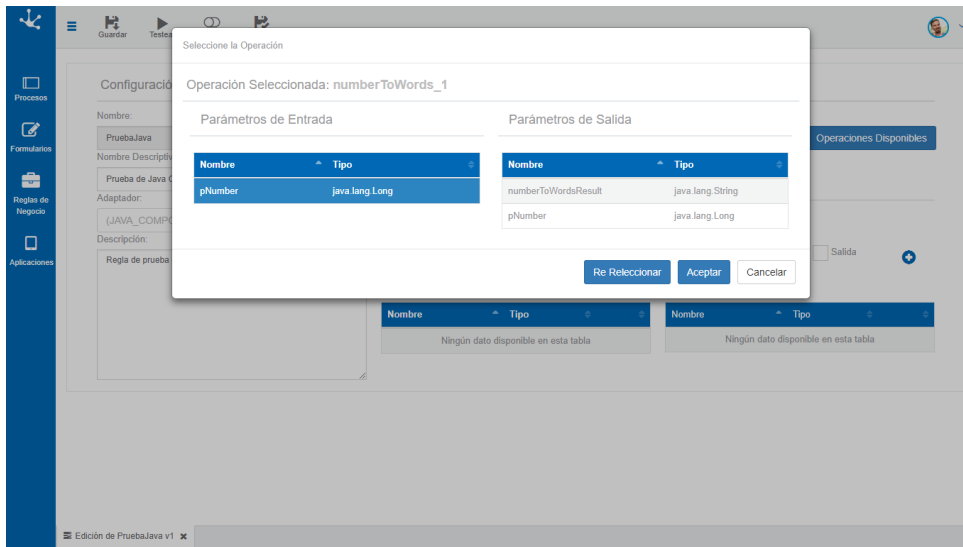 Guardar
Testea
Seleccione la Operación
Procesos
Formularios
Reglas de
Negocio
Aplicaciones
Configuració
Nombre:
PruebaJava
Nombre Descriptiv
Prueba de Java C
Adaptador:
(JAVA_COMPO
Descripción:
Regla de prueba
Operación Seleccionada: numberToWords_1
Parámetros de Entrada
Nombre Tipo
pNumber java.lang.Long
Parámetros de Salida
Nombre Tipo
numberToWordsResult java.lang.String
pNumber java.lang.Long
Re Releccionar Aceptar Cancelar
Operaciones Disponibles
Salida
Nombre Tipo
Ningún dato disponible en esta tabla
Nombre Tipo
Ningún dato disponible en esta tabla
Edición de PruebaJava v1